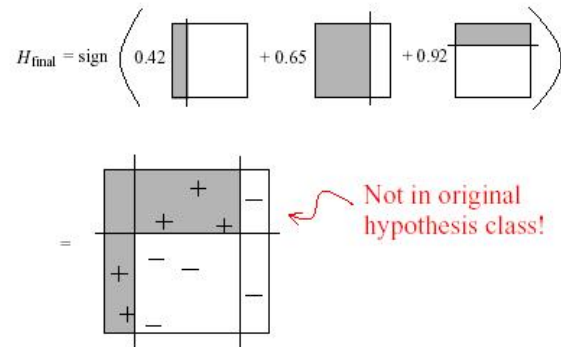 H_final = sign ( 0.42 + 0.65 + 0.92 )
+ −
+ +
=
Not in original
hypothesis class!
+ − −
+ − −